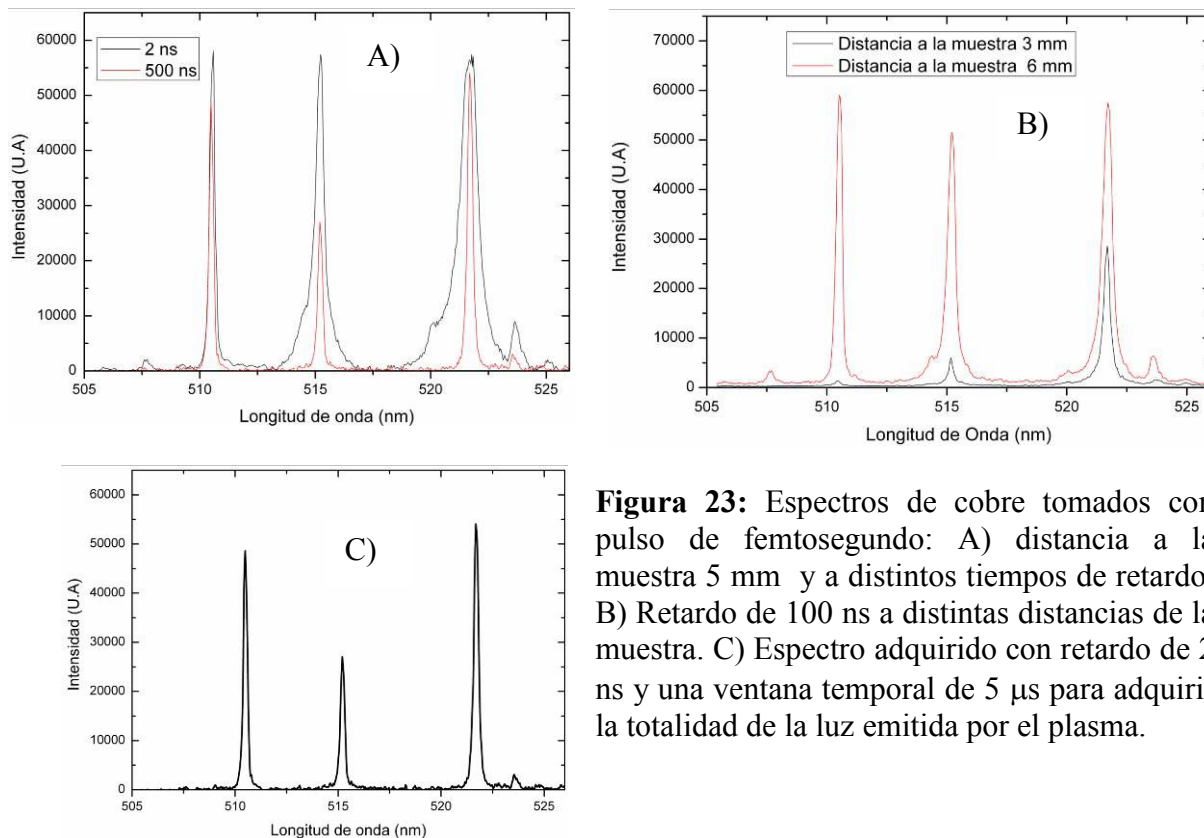 60000
50000
40000
30000
20000
10000
0
Intensidad (U.A)
2 ns
500 ns
A)
505
510
515
520
525
Longitud de onda (nm)
70000
60000
50000
40000
30000
20000
10000
0
Intensidad (U.A)
Distancia a la muestra 3 mm
Distancia a la muestra 6 mm
B)
505
510
515
520
525
Longitud de Onda (nm)
60000
50000
40000
30000
20000
10000
0
Intensidad (U.A)
C)
505
510
515
520
525
Longitud de onda (nm)
Figura 23: Espectros de cobre tomados con
pulso de femtosegundo: A) distancia a la
muestra 5 mm y a distintos tiempos de retardo
B) Retardo de 100 ns a distintas distancias de la
muestra. C) Espectro adquirido con retardo de 2
ns y una ventana temporal de 5 μs para adquiri
la totalidad de la luz emitida por el plasma.